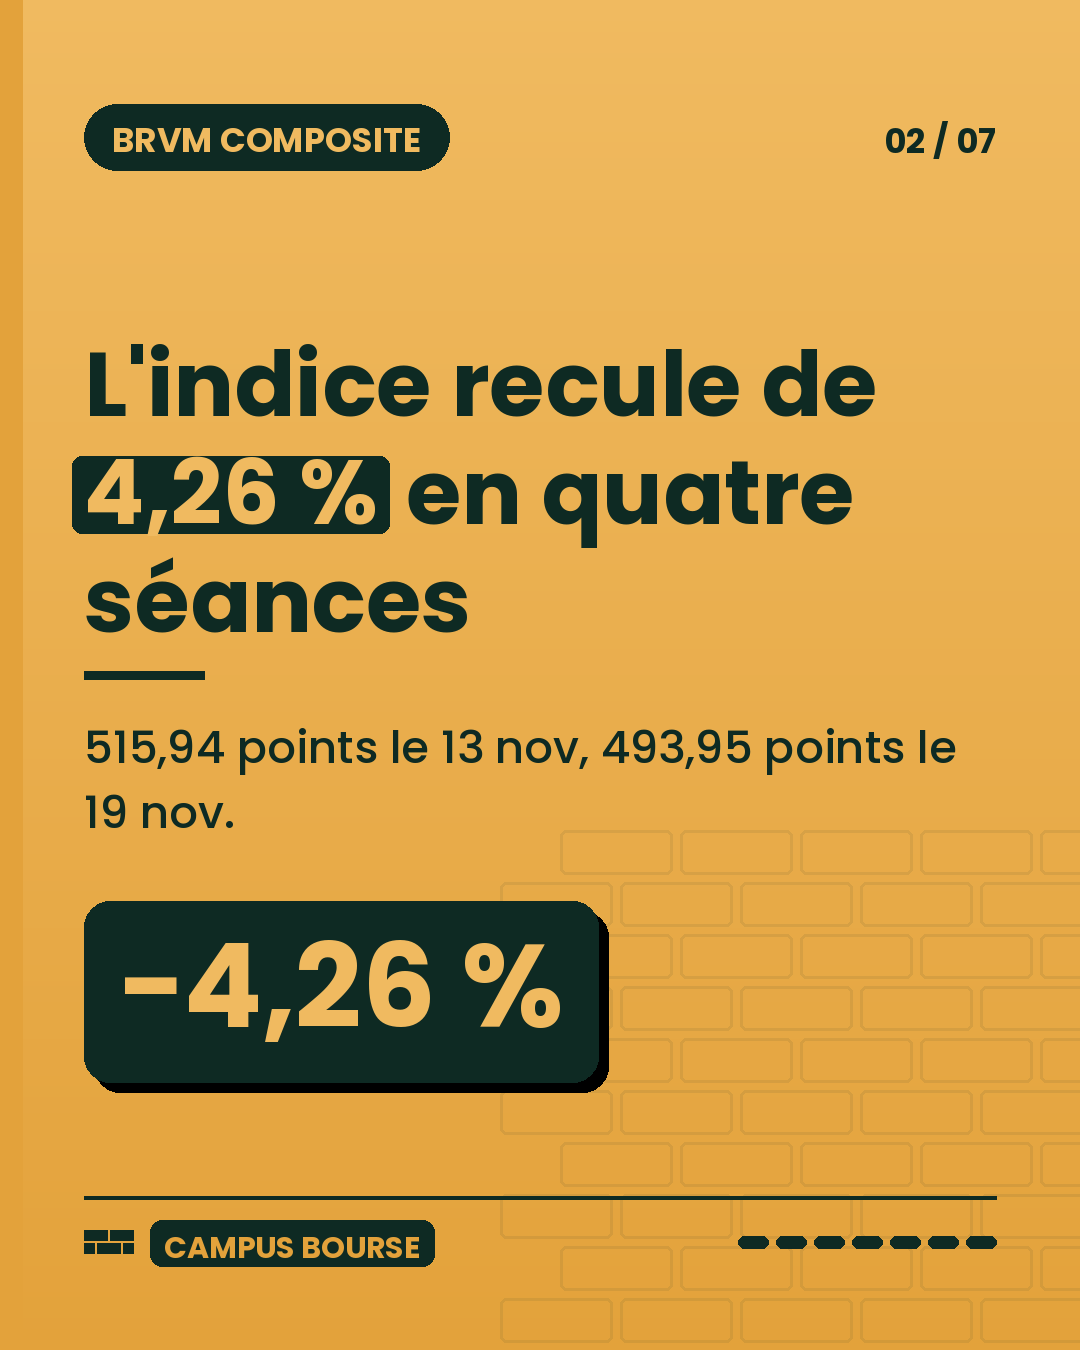 BRVM COMPOSITE
02 / 07
L'indice recule de
4,26 % en quatre
séances
515,94 points le 13 nov, 493,95 points le
19 nov.
−4,26 %
CAMPUS BOURSE